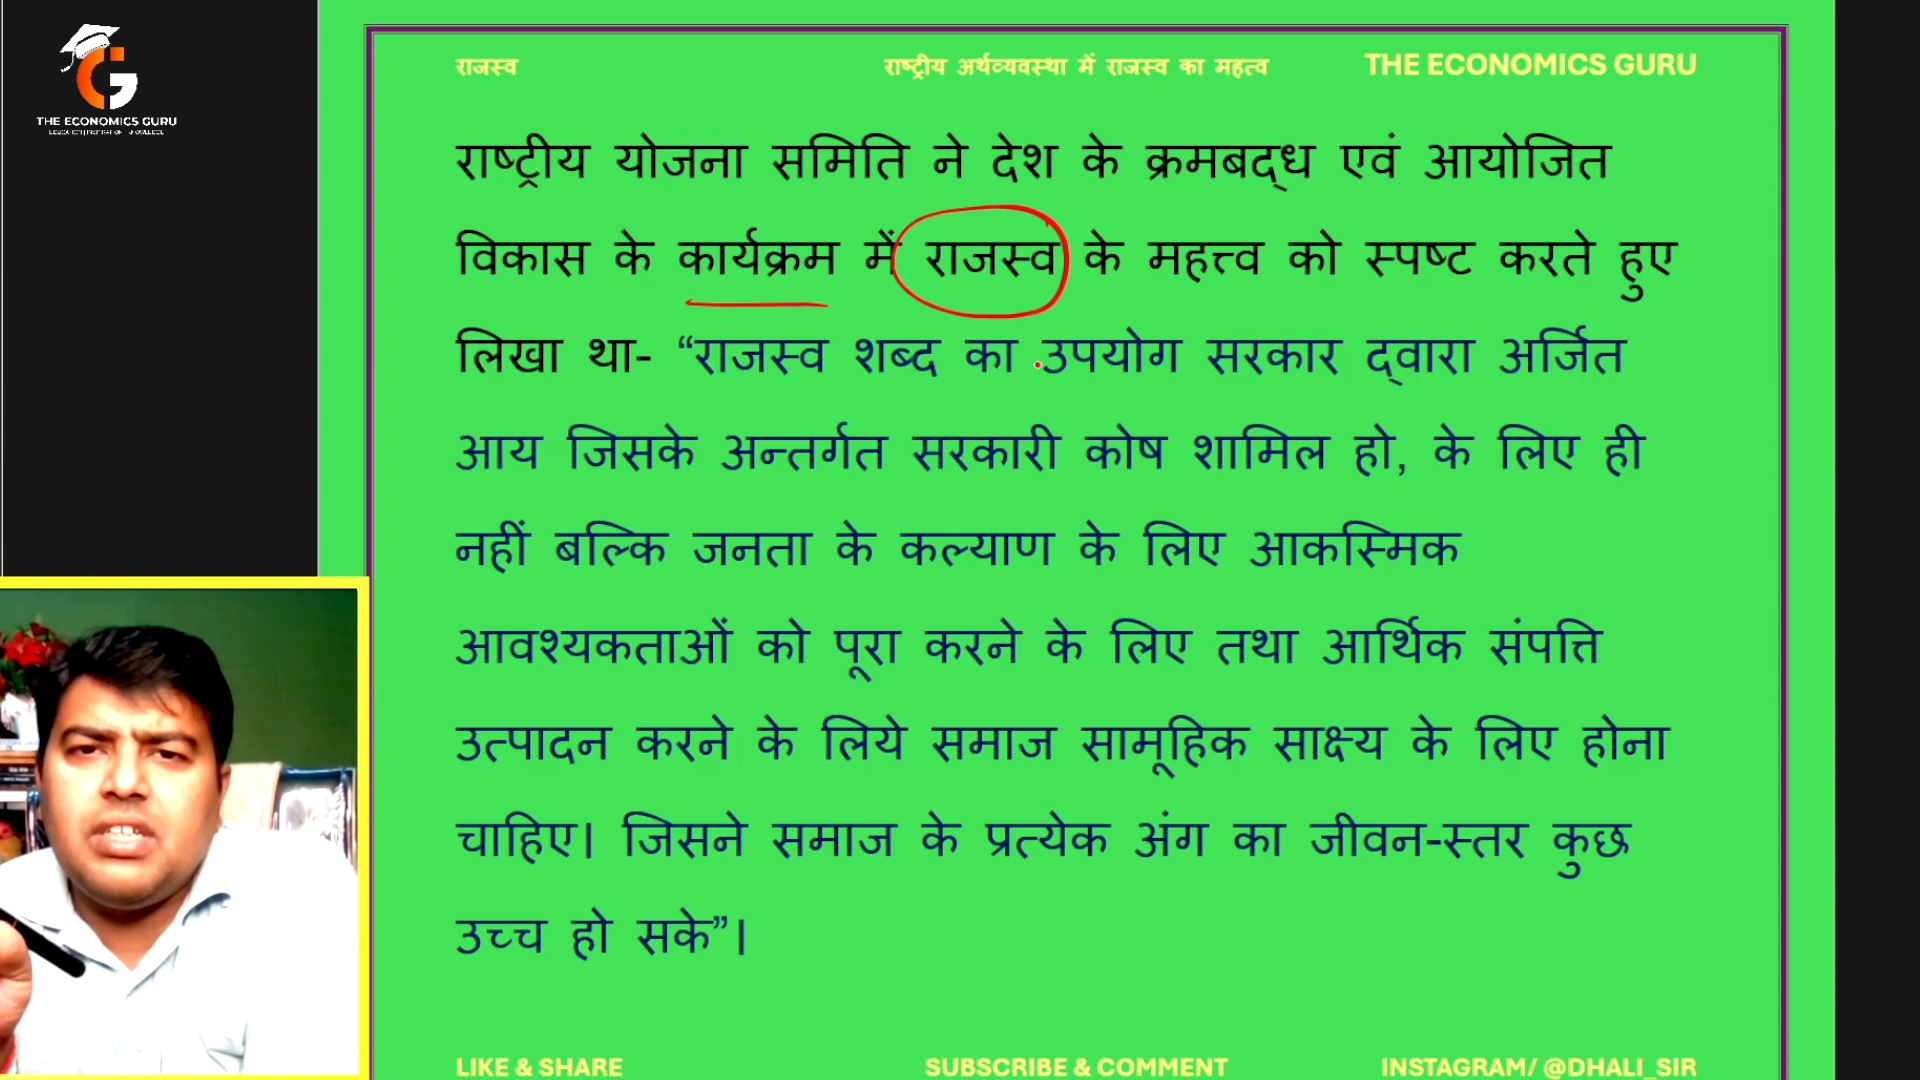 THE ECONOMICS GURU
राजस्व
राष्ट्रीय अर्थव्यवस्था में राजस्व का महत्व
THE ECONOMICS GURU
राष्ट्रीय योजना समिति ने देश के क्रमबद्ध एवं आयोजित
विकास के कार्यक्रम में राजस्व के महत्त्व को स्पष्ट करते हुए
लिखा था- “राजस्व शब्द का उपयोग सरकार द्वारा अर्जित
आय जिसके अन्तर्गत सरकारी कोष शामिल हो, के लिए ही
नहीं बल्कि जनता के कल्याण के लिए आकस्मिक
आवश्यकताओं को पूरा करने के लिए तथा आर्थिक संपत्ति
उत्पादन करने के लिये समाज सामूहिक साक्ष्य के लिए होना
चाहिए। जिसने समाज के प्रत्येक अंग का जीवन-स्तर कुछ
उच्च हो सके”।
LIKE & SHARE
SUBSCRIBE & COMMENT
INSTAGRAM/ @DHALI_SIR